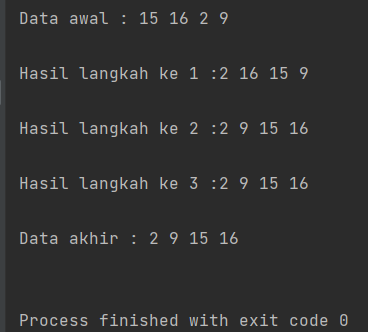 Data awal : 15 16 2 9
Hasil langkah ke 1 :2 16 15 9
Hasil langkah ke 2 :2 9 15 16
Hasil langkah ke 3 :2 9 15 16
Data akhir : 2 9 15 16
Process finished with exit code 0